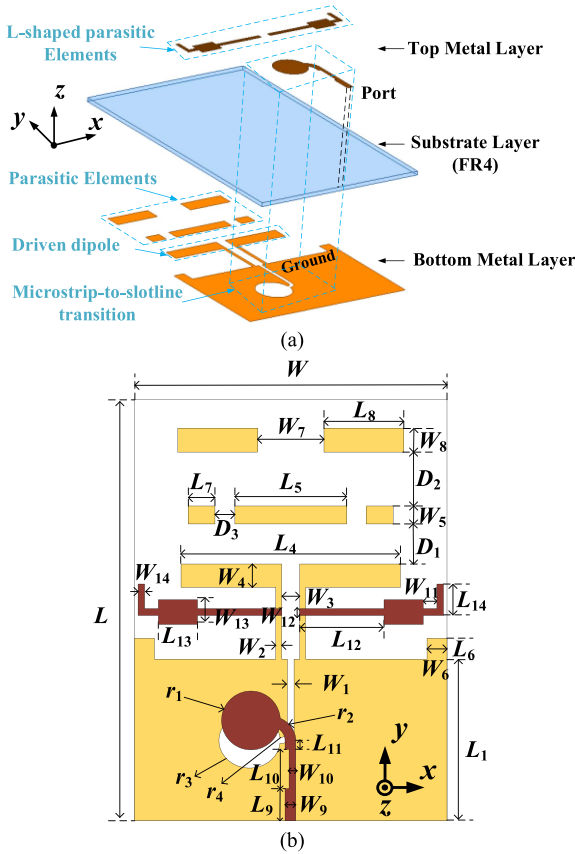 L-shaped parasitic
Elements
Top Metal Layer
Port
z
y
x
Substrate Layer
(FR4)
Parasitic Elements
Driven dipole
Ground
Bottom Metal Layer
Microstrip-to-slotline
transition
(a)
W
L8
W7
W8
D2
L7
L5
W5
D3
D1
L4
W4
W14
W3
W11
L14
W13
W12
L
L13
L12
W2
L6
W6
W1
r1
r2
L11
r3
r4
L10
W10
L1
y
x
z
L9
W9
(b)